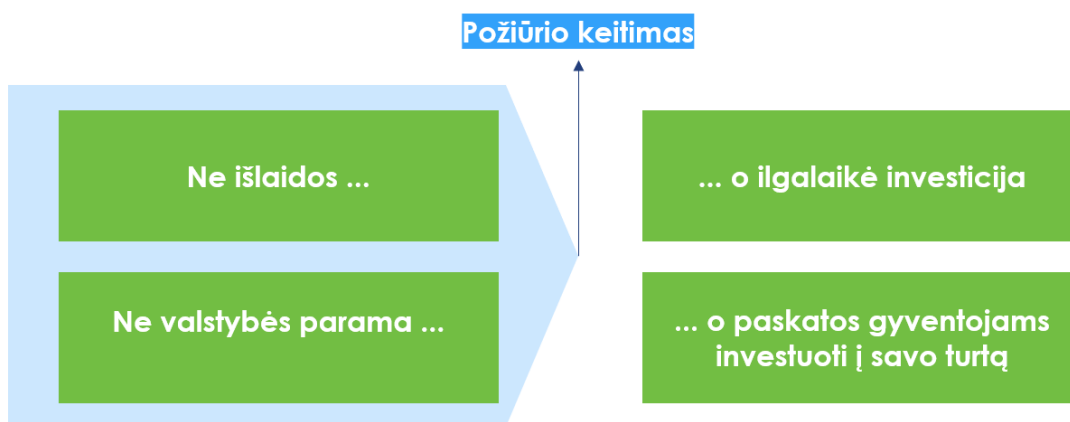 Požiūrio keitimas
Ne išlaidos ...
... o ilgalaikė investicija
Ne valstybės parama ...
... o paskatos gyventojams
investuoti į savo turtą